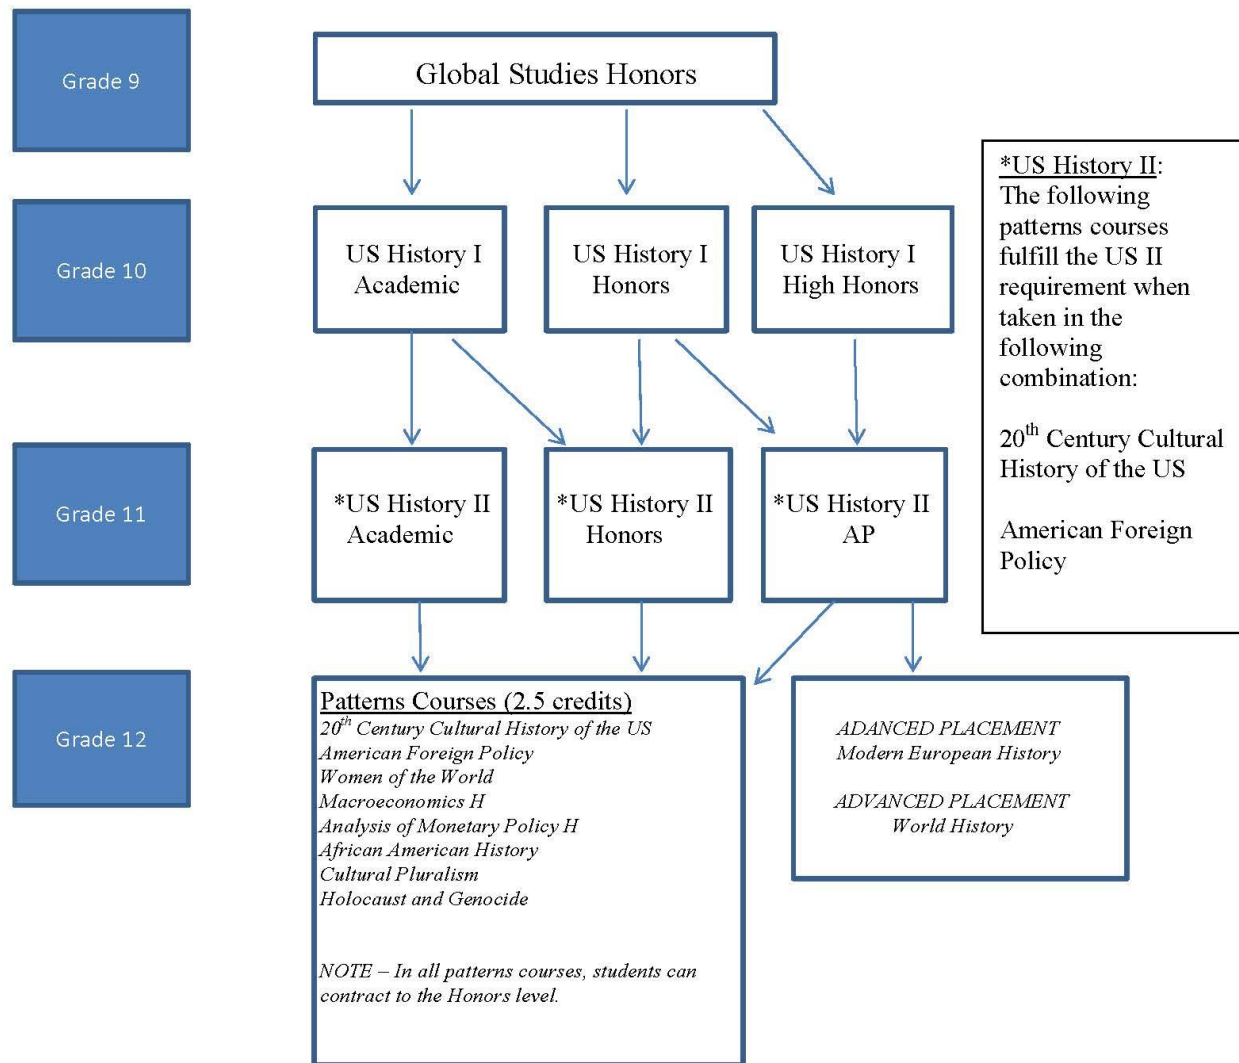 Grade 9
Global Studies Honors
Grade 10
US History I
Academic
US History I
Honors
US History I
High Honors
*US History II:
The following
patterns courses
fulfill the US II
requirement when
taken in the
following
combination:
20th Century Cultural
History of the US
American Foreign
Policy
Grade 11
*US History II
Academic
*US History II
Honors
*US History II
AP
Grade 12
Patterns Courses (2.5 credits)
20th Century Cultural History of the US
American Foreign Policy
Women of the World
Macroeconomics H
Analysis of Monetary Policy H
African American History
Cultural Pluralism
Holocaust and Genocide
NOTE – In all patterns courses, students can
contract to the Honors level.
ADANCED PLACEMENT
Modern European History
ADVANCED PLACEMENT
World History